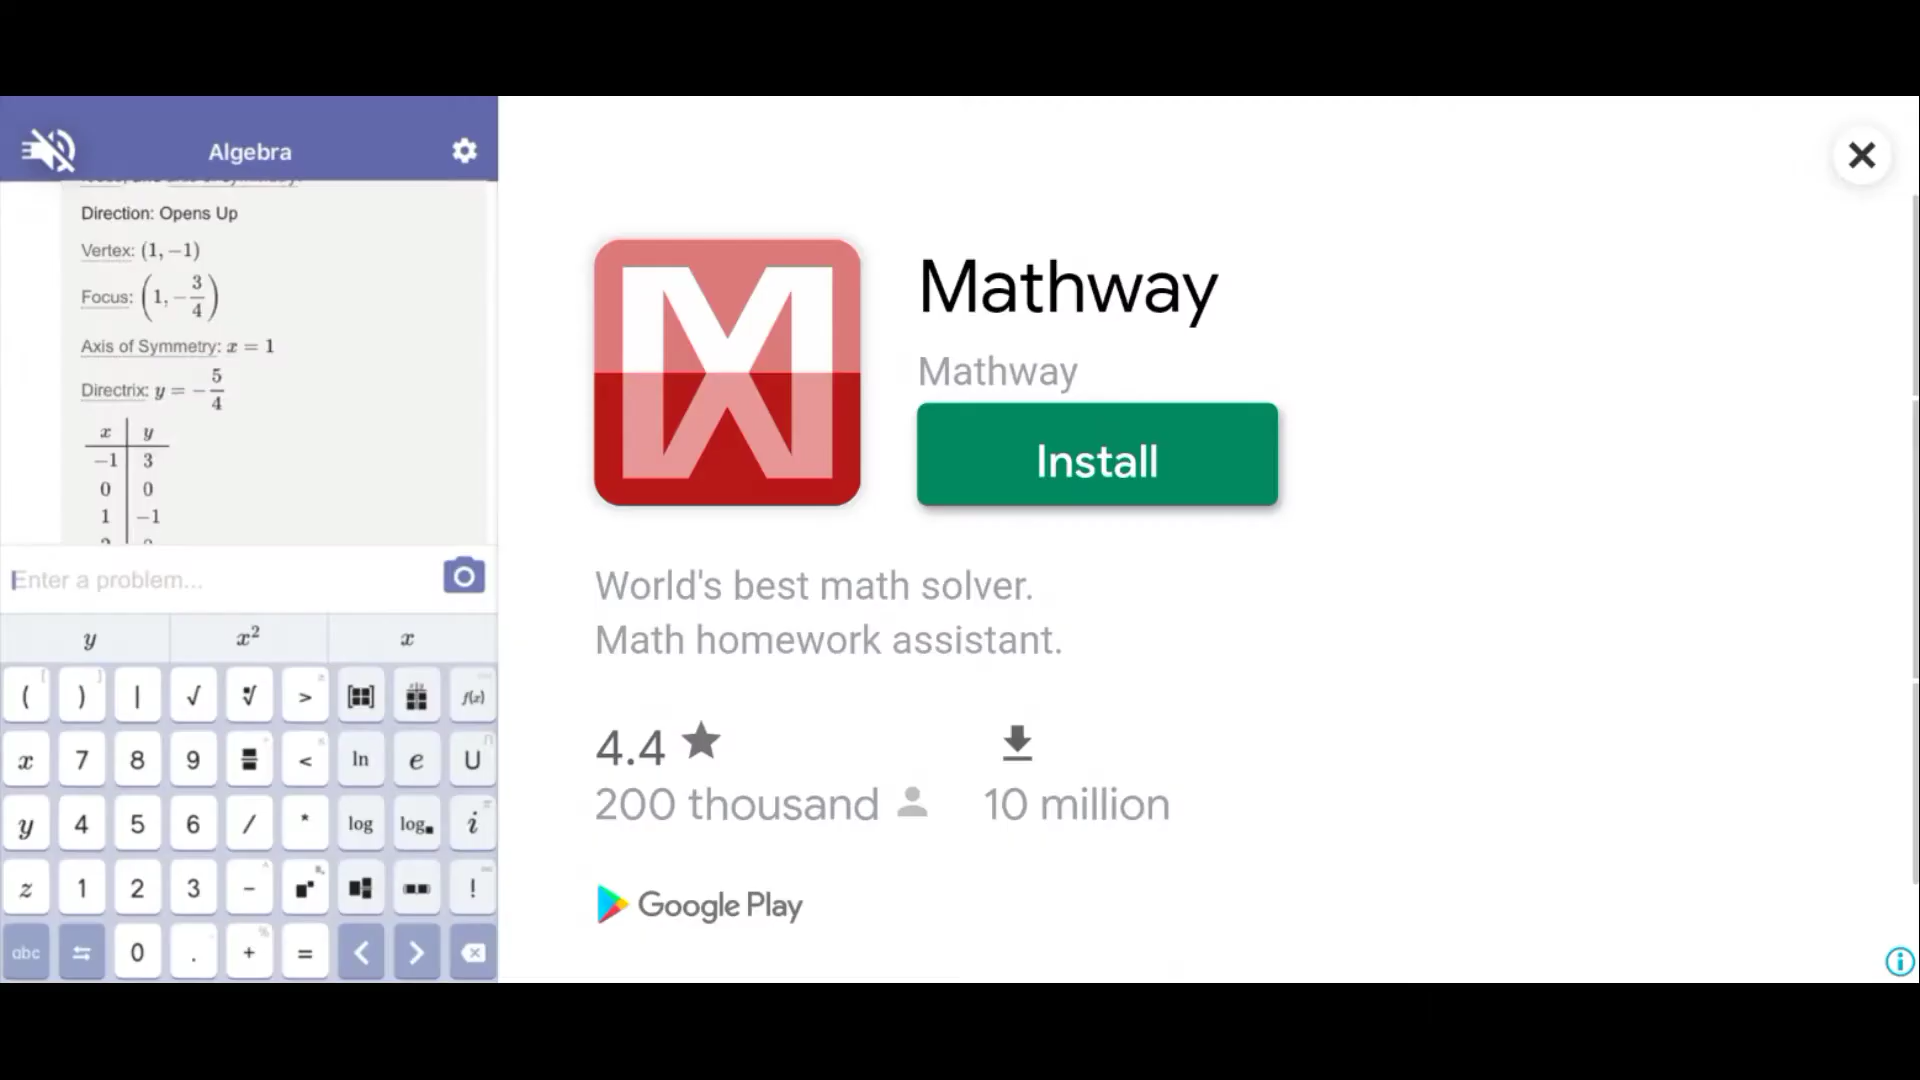 Algebra
Direction: Opens Up
Vertex: (1, −1)
Focus: (1, −3/4)
Axis of Symmetry: x = 1
Directrix: y = −5/4
x y
−1 3
0 0
1 −1
Enter a problem...
y x² x
( ) | √ > f(x)
x 7 8 9 < ln e U
y 4 5 6 / * log log i
z 1 2 3 − !
abc 0 . + =
M
Mathway
Mathway
Install
World's best math solver.
Math homework assistant.
4.4
200 thousand 10 million
Google Play